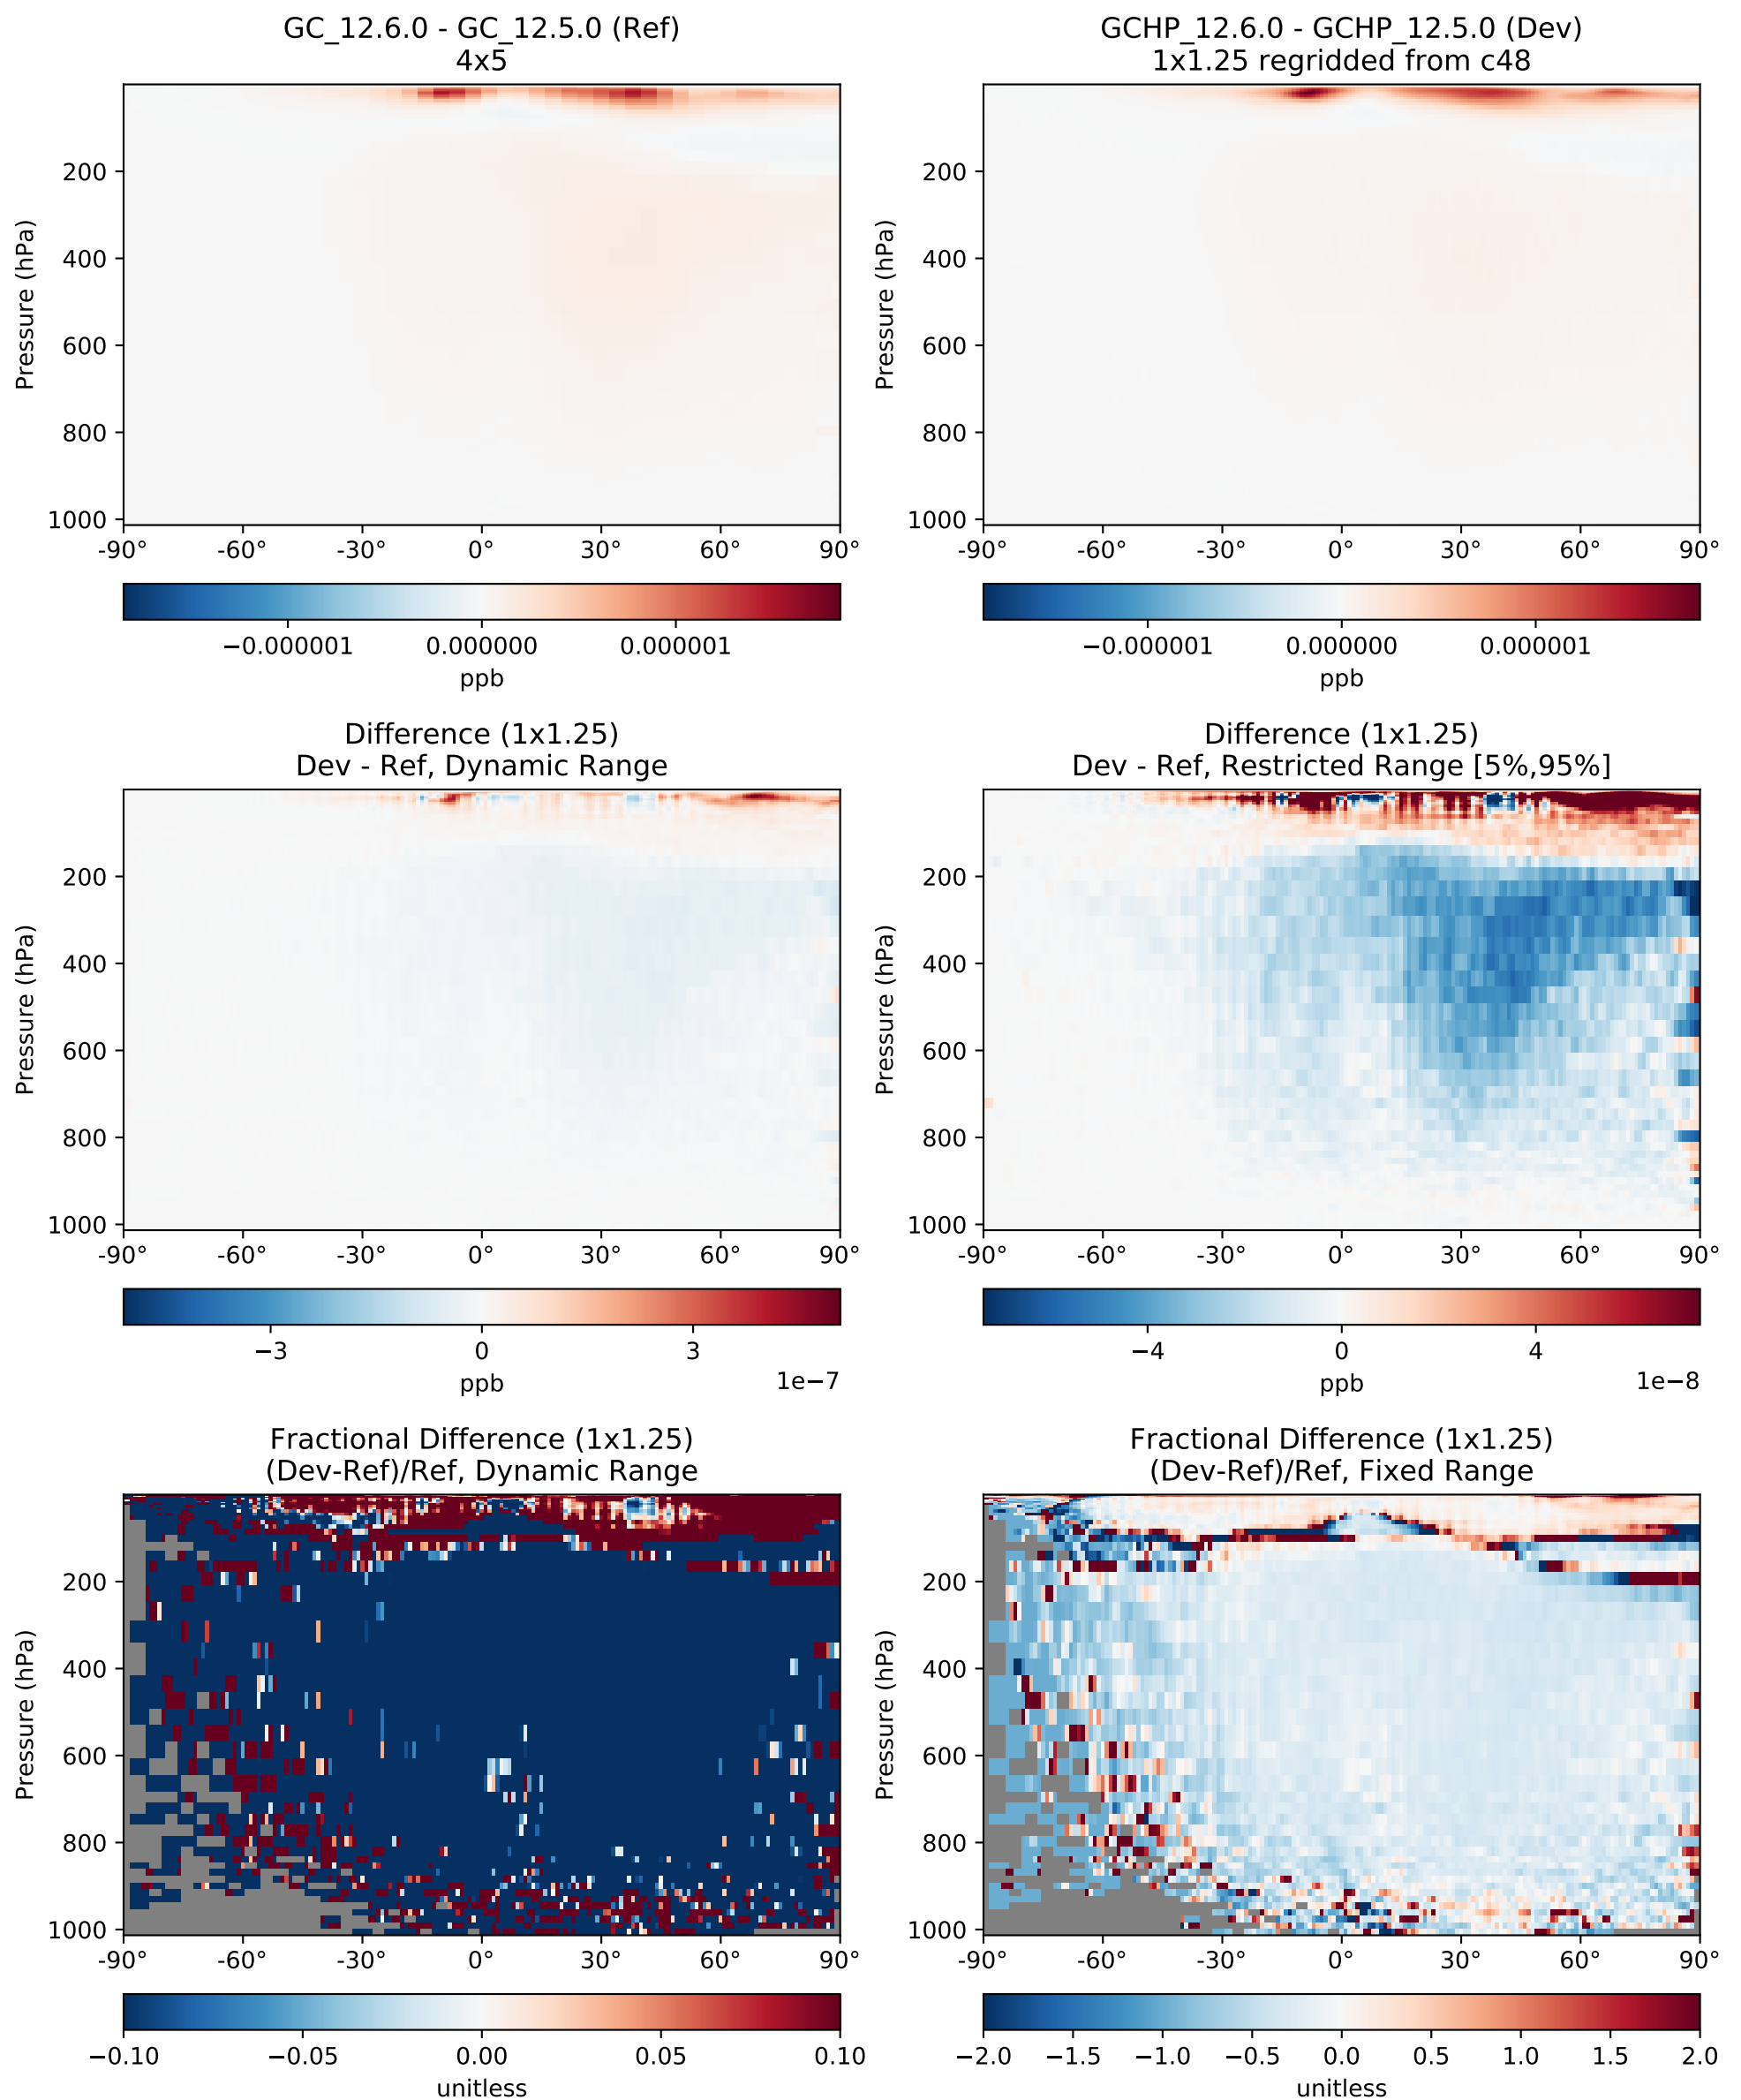 GC_12.6.0 - GC_12.5.0 (Ref)
4x5
Pressure (hPa)
200
400
600
800
1000
-90° -60° -30° 0° 30° 60° 90°
−0.000001 0.000000 0.000001
ppb
GCHP_12.6.0 - GCHP_12.5.0 (Dev)
1x1.25 regridded from c48
Pressure (hPa)
200
400
600
800
1000
-90° -60° -30° 0° 30° 60° 90°
−0.000001 0.000000 0.000001
ppb
Difference (1x1.25)
Dev - Ref, Dynamic Range
Pressure (hPa)
200
400
600
800
1000
-90° -60° -30° 0° 30° 60° 90°
−3 0 3
ppb
1e−7
Difference (1x1.25)
Dev - Ref, Restricted Range [5%,95%]
Pressure (hPa)
200
400
600
800
1000
-90° -60° -30° 0° 30° 60° 90°
−4 0 4
ppb
1e−8
Fractional Difference (1x1.25)
(Dev-Ref)/Ref, Dynamic Range
Pressure (hPa)
200
400
600
800
1000
-90° -60° -30° 0° 30° 60° 90°
−0.10 −0.05 0.00 0.05 0.10
unitless
Fractional Difference (1x1.25)
(Dev-Ref)/Ref, Fixed Range
Pressure (hPa)
200
400
600
800
1000
-90° -60° -30° 0° 30° 60° 90°
−2.0 −1.5 −1.0 −0.5 0.0 0.5 1.0 1.5 2.0
unitless